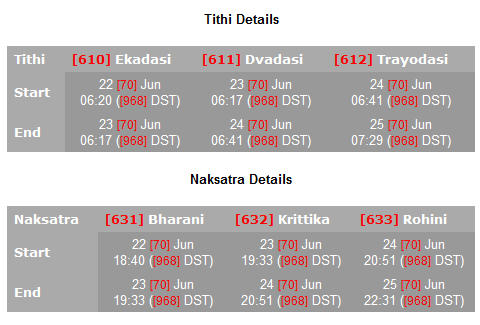 Tithi Details
Tithi [610] Ekadasi [611] Dvadasi [612] Trayodasi
Start 22 [70] Jun 06:20 ([968] DST) 23 [70] Jun 06:17 ([968] DST) 24 [70] Jun 06:41 ([968] DST)
End 23 [70] Jun 06:17 ([968] DST) 24 [70] Jun 06:41 ([968] DST) 25 [70] Jun 07:29 ([968] DST)
Naksatra Details
Naksatra [631] Bharani [632] Krittika [633] Rohini
Start 22 [70] Jun 18:40 ([968] DST) 23 [70] Jun 19:33 ([968] DST) 24 [70] Jun 20:51 ([968] DST)
End 23 [70] Jun 19:33 ([968] DST) 24 [70] Jun 20:51 ([968] DST) 25 [70] Jun 22:31 ([968] DST)